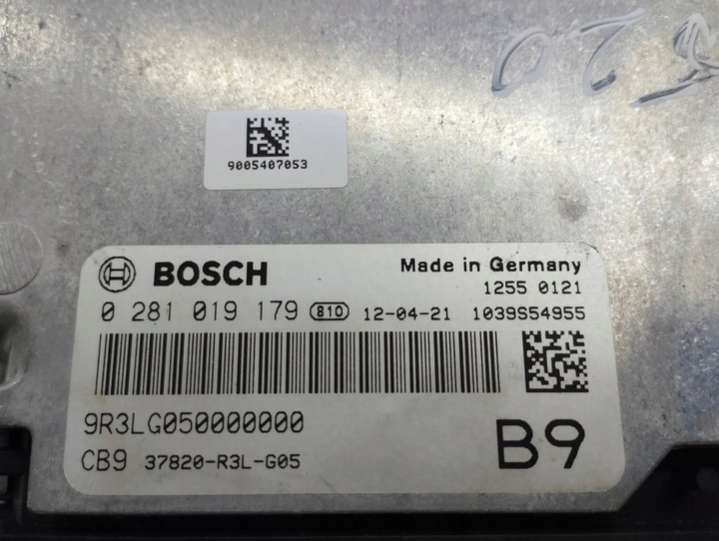 9005407053
BOSCH
Made in Germany
1255 0121
0 281 019 179 810 12-04-21 1039S54955
9R3LG050000000
CB9 37820-R3L-G05
B9